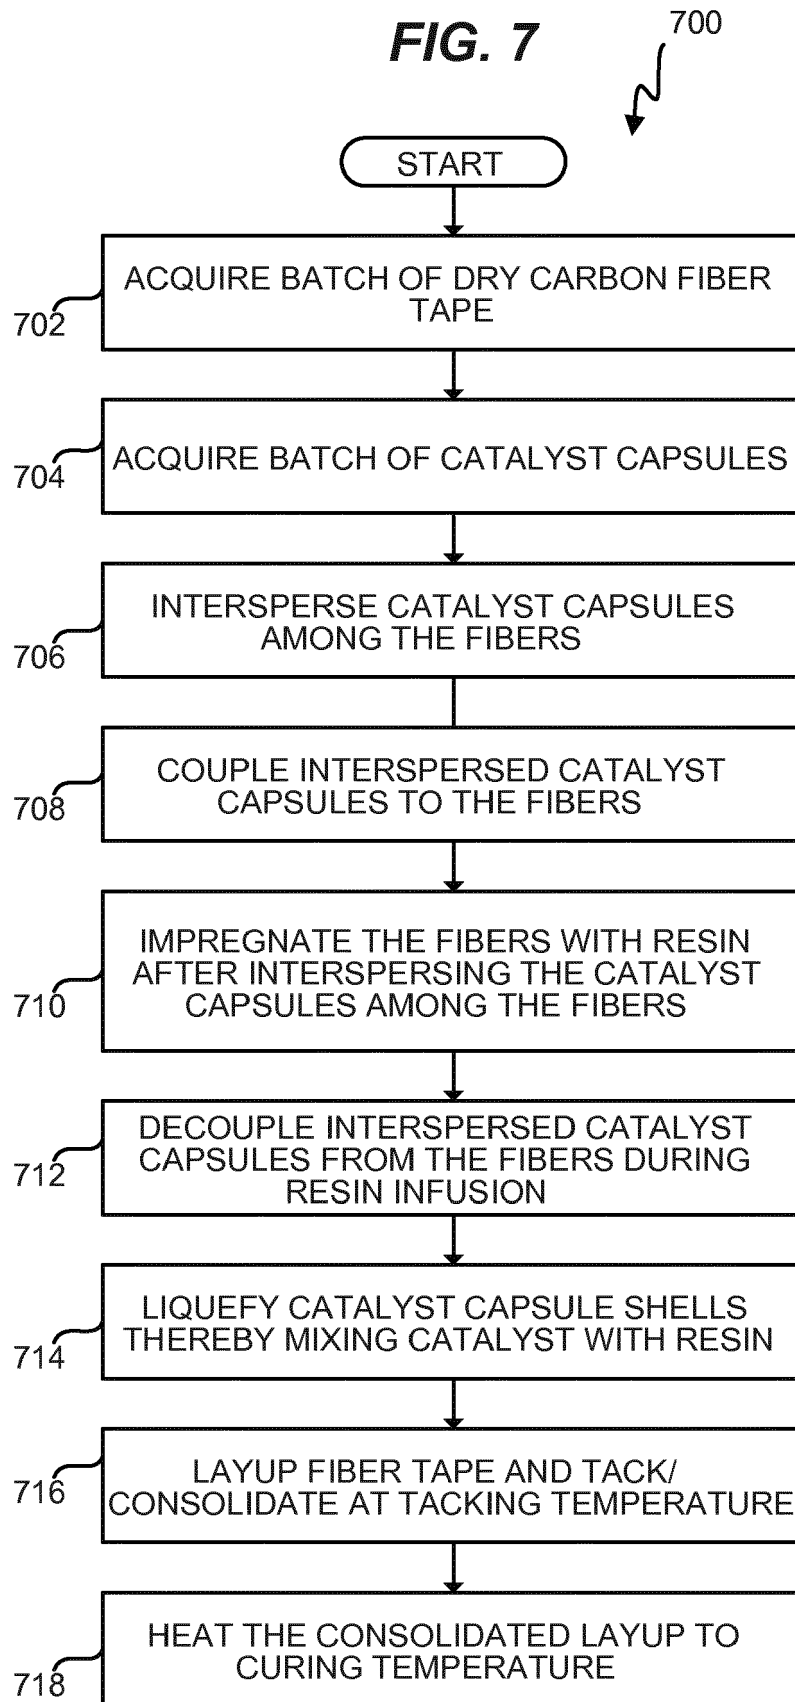 FIG. 7
700
START
ACQUIRE BATCH OF DRY CARBON FIBER
TAPE
702
ACQUIRE BATCH OF CATALYST CAPSULES
704
INTERSPERSE CATALYST CAPSULES
AMONG THE FIBERS
706
COUPLE INTERSPERSED CATALYST
CAPSULES TO THE FIBERS
708
IMPREGNATE THE FIBERS WITH RESIN
AFTER INTERSPERSING THE CATALYST
CAPSULES AMONG THE FIBERS
710
DECOUPLE INTERSPERSED CATALYST
CAPSULES FROM THE FIBERS DURING
RESIN INFUSION
712
LIQUEFY CATALYST CAPSULE SHELLS
THEREBY MIXING CATALYST WITH RESIN
714
LAYUP FIBER TAPE AND TACK/
CONSOLIDATE AT TACKING TEMPERATURE
716
HEAT THE CONSOLIDATED LAYUP TO
CURING TEMPERATURE
718